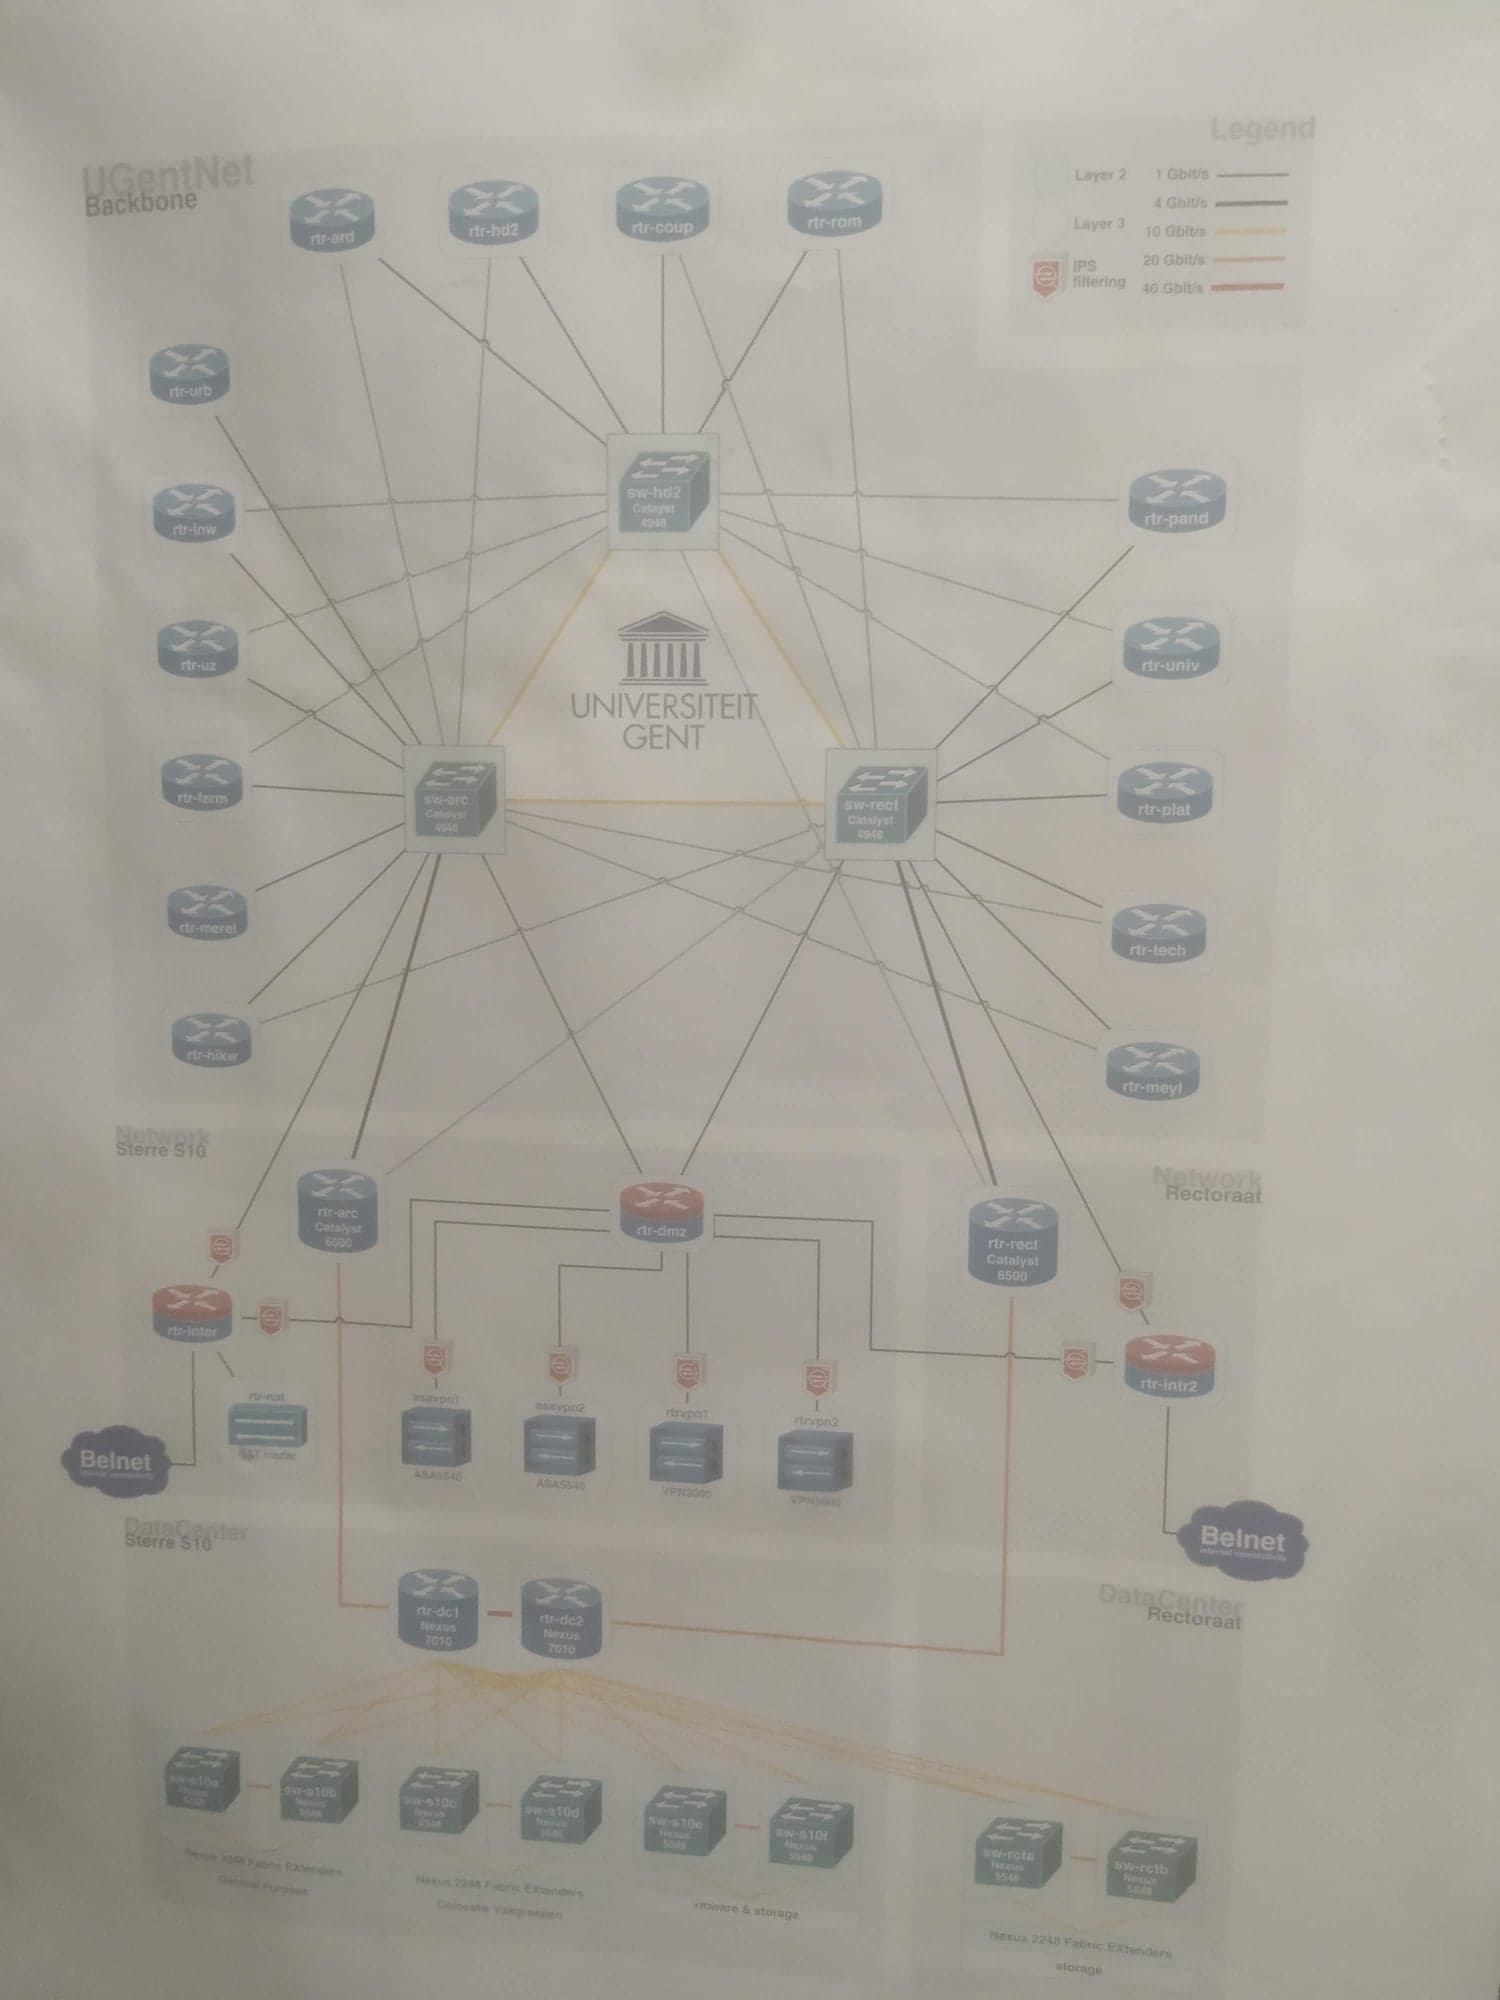 UGentNet
Backbone
Legend
Layer 2
1 Gbit/s
4 Gbit/s
Layer 3
10 Gbit/s
IPS
filtering
20 Gbit/s
40 Gbit/s
rtr-ard
rtr-hd2
rtr-coup
rtr-rom
rtr-urb
rtr-inw
rtr-uz
rtr-farm
rtr-merel
rtr-hikw
sw-hd2
Catayst
4948
rtr-pand
rtr-univ
rtr-plat
rtr-tech
rtr-meyl
UNIVERSITEIT
GENT
sw-arc
Catalyst
4948
sw-rect
Catalyst
4948
Network
Sterre S10
Network
Rectoraat
rtr-arc
Catalyst
6500
rtr-dmz
rtr-rect
Catalyst
6500
rtr-inter
rtr-intr2
rtr-nat
Belnet
internet connectivity
asavpn1
ASA5540
asavpn2
ASA5540
rtrvpn1
VPN3000
rtrvpn2
VPN3000
Belnet
internet connectivity
DataCenter
Sterre S10
DataCenter
Rectoraat
rtr-dc1
Nexus
7010
rtr-dc2
Nexus
7010
sw-s10a
Nexus
sw-s10b
Nexus
5548
sw-s10c
Nexus
5548
sw-s10d
Nexus
5548
sw-s10e
Nexus
5548
sw-s10f
Nexus
5548
sw-rcta
Nexus
5548
sw-rctb
Nexus
5548
Nexus 2248 Fabric EXtenders
General Purpose
Nexus 2248 Fabric EXtenders
Colocatie Vakgroepen
vmware & storage
Nexus 2248 Fabric EXtenders
storage